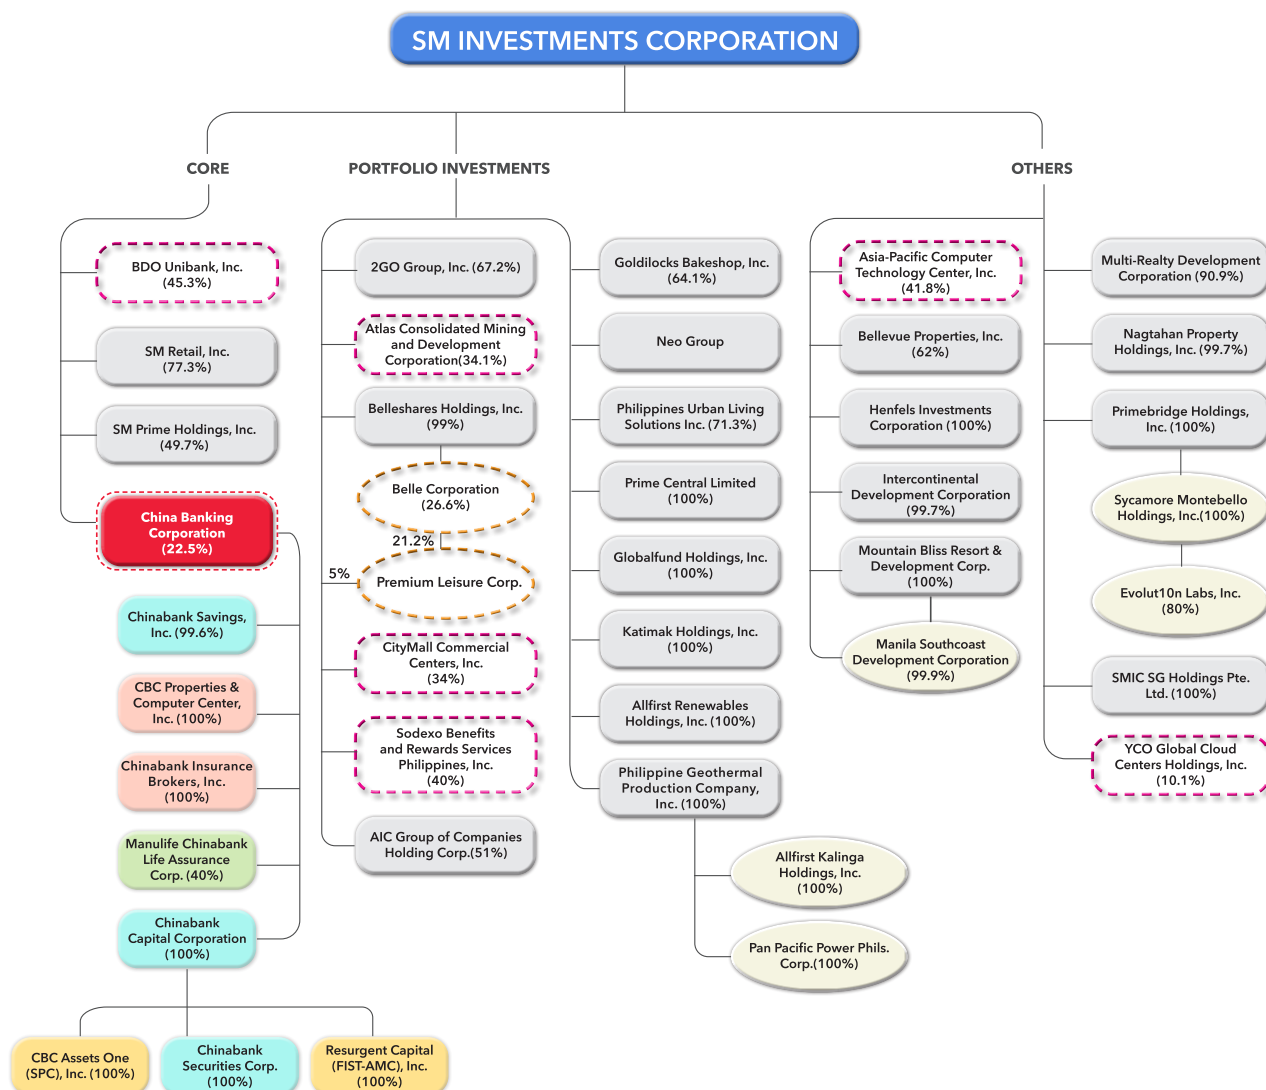 SM INVESTMENTS CORPORATION
CORE
BDO Unibank, Inc.
(45.3%)
SM Retail, Inc.
(77.3%)
SM Prime Holdings, Inc.
(49.7%)
China Banking
Corporation
(22.5%)
Chinabank Savings,
Inc. (99.6%)
CBC Properties &
Computer Center,
Inc. (100%)
Chinabank Insurance
Brokers, Inc.
(100%)
Manulife Chinabank
Life Assurance
Corp. (40%)
Chinabank
Capital Corporation
(100%)
CBC Assets One
(SPC), Inc. (100%)
Chinabank
Securities Corp.
(100%)
Resurgent Capital
(FIST-AMC), Inc.
(100%)
PORTFOLIO INVESTMENTS
2GO Group, Inc. (67.2%)
Atlas Consolidated Mining
and Development
Corporation(34.1%)
Belleshares Holdings, Inc.
(99%)
Belle Corporation
(26.6%)
21.2%
5%
Premium Leisure Corp.
CityMall Commercial
Centers, Inc.
(34%)
Sodexo Benefits
and Rewards Services
Philippines, Inc.
(40%)
AIC Group of Companies
Holding Corp.(51%)
Goldilocks Bakeshop, Inc.
(64.1%)
Neo Group
Philippines Urban Living
Solutions Inc. (71.3%)
Prime Central Limited
(100%)
Globalfund Holdings, Inc.
(100%)
Katimak Holdings, Inc.
(100%)
Allfirst Renewables
Holdings, Inc. (100%)
Philippine Geothermal
Production Company,
Inc. (100%)
Allfirst Kalinga
Holdings, Inc.
(100%)
Pan Pacific Power Phils.
Corp.(100%)
OTHERS
Asia-Pacific Computer
Technology Center, Inc.
(41.8%)
Bellevue Properties, Inc.
(62%)
Henfels Investments
Corporation (100%)
Intercontinental
Development Corporation
(99.7%)
Mountain Bliss Resort &
Development Corp.
(100%)
Manila Southcoast
Development Corporation
(99.9%)
Multi-Realty Development
Corporation (90.9%)
Nagtahan Property
Holdings, Inc. (99.7%)
Primebridge Holdings,
Inc. (100%)
Sycamore Montebello
Holdings, Inc.(100%)
Evolut10n Labs, Inc.
(80%)
SMIC SG Holdings Pte.
Ltd. (100%)
YCO Global Cloud
Centers Holdings, Inc.
(10.1%)